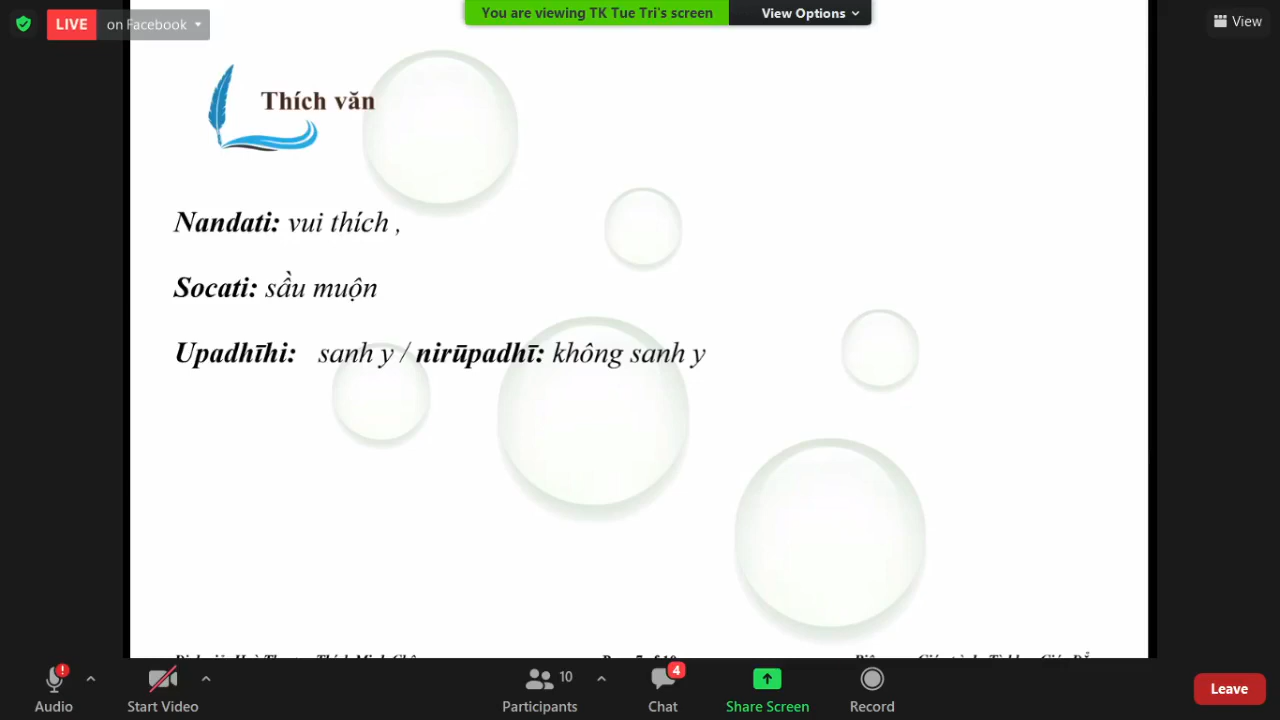 You are viewing TK Tue Tri's screen View Options
LIVE on Facebook
View
Thích văn
Nandati: vui thích ,
Socati: sầu muộn
Upadhīhi: sanh y / nirūpadhī: không sanh y
Audio
Start Video
Participants 10
Chat 4
Share Screen
Record
Leave